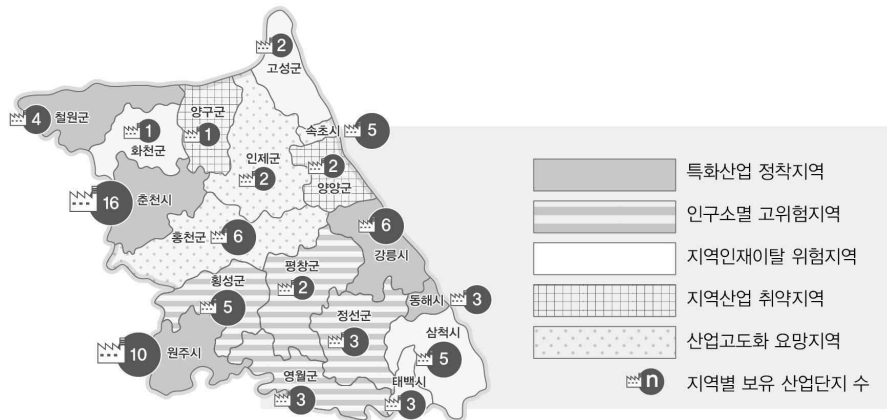 2
고성군
4
철원군
양구군
1
1
화천군
속초시
5
인제군
2
2
양양군
16
춘천시
홍천군
6
6
강릉시
평창군
2
횡성군
5
동해시
3
정선군
3
삼척시
5
10
원주시
영월군
3
태백시
3
특화산업 정착지역
인구소멸 고위험지역
지역인재이탈 위험지역
지역산업 취약지역
산업고도화 요망지역
n 지역별 보유 산업단지 수